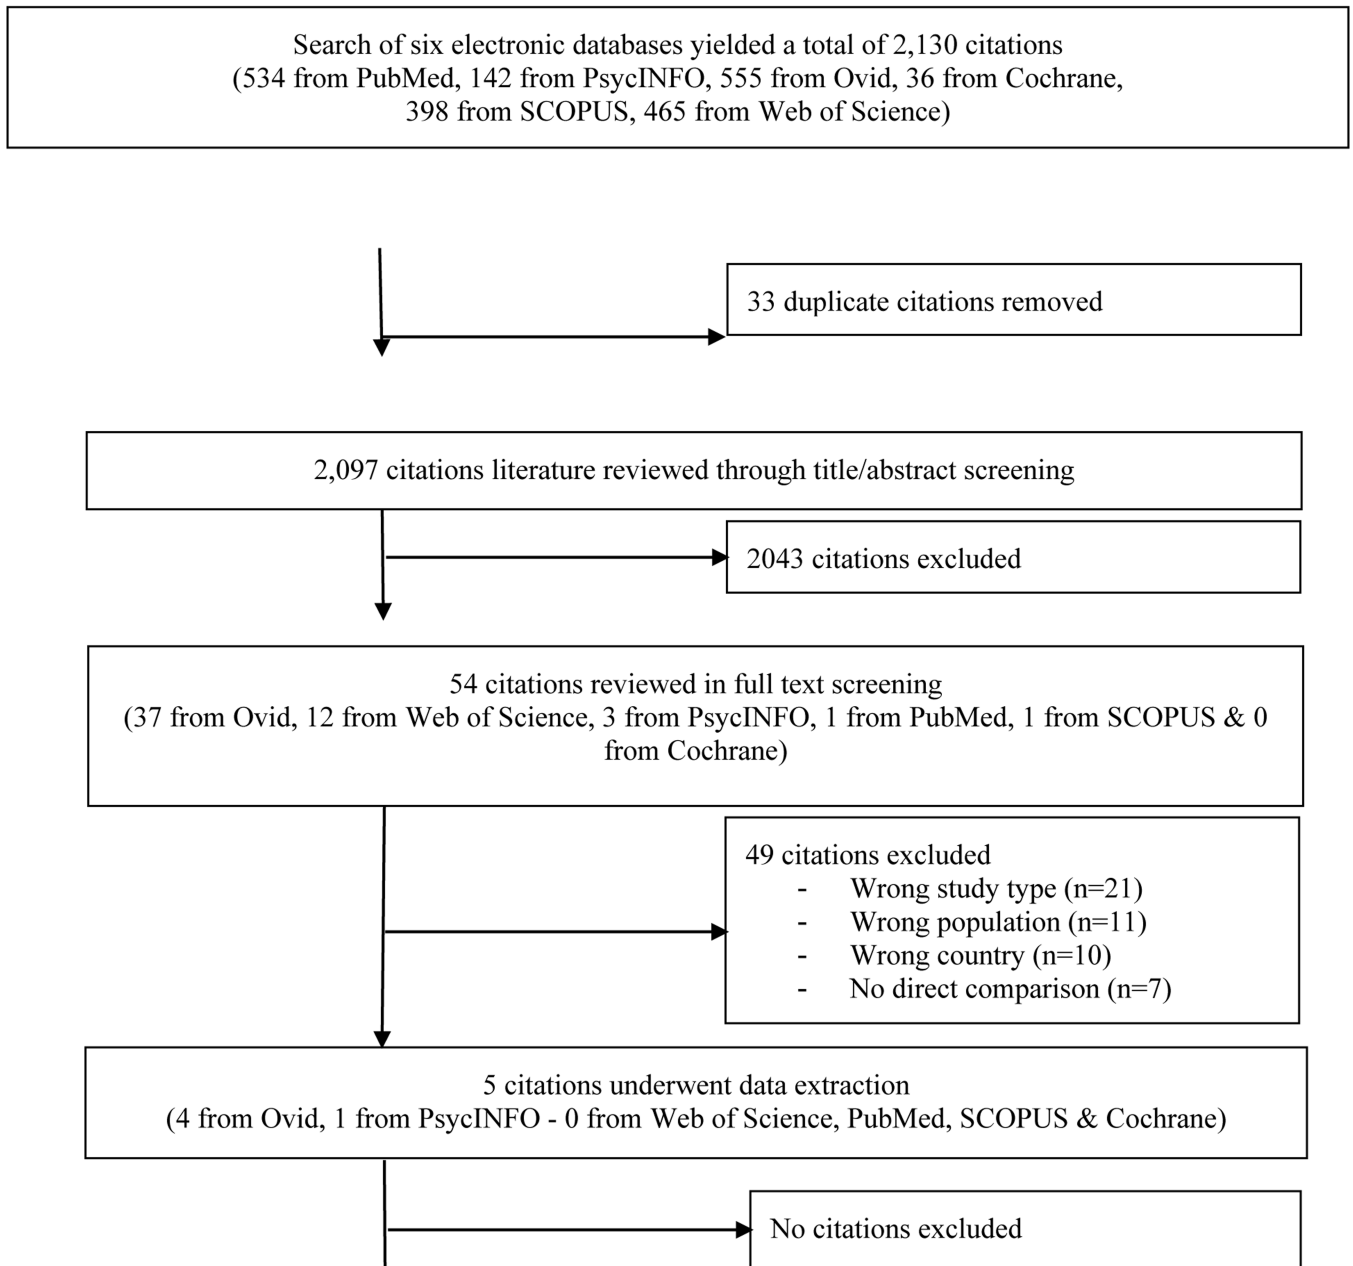 Search of six electronic databases yielded a total of 2,130 citations
(534 from PubMed, 142 from PsycINFO, 555 from Ovid, 36 from Cochrane,
398 from SCOPUS, 465 from Web of Science)
33 duplicate citations removed
2,097 citations literature reviewed through title/abstract screening
2043 citations excluded
54 citations reviewed in full text screening
(37 from Ovid, 12 from Web of Science, 3 from PsycINFO, 1 from PubMed, 1 from SCOPUS & 0
from Cochrane)
49 citations excluded
- Wrong study type (n=21)
- Wrong population (n=11)
- Wrong country (n=10)
- No direct comparison (n=7)
5 citations underwent data extraction
(4 from Ovid, 1 from PsycINFO - 0 from Web of Science, PubMed, SCOPUS & Cochrane)
No citations excluded